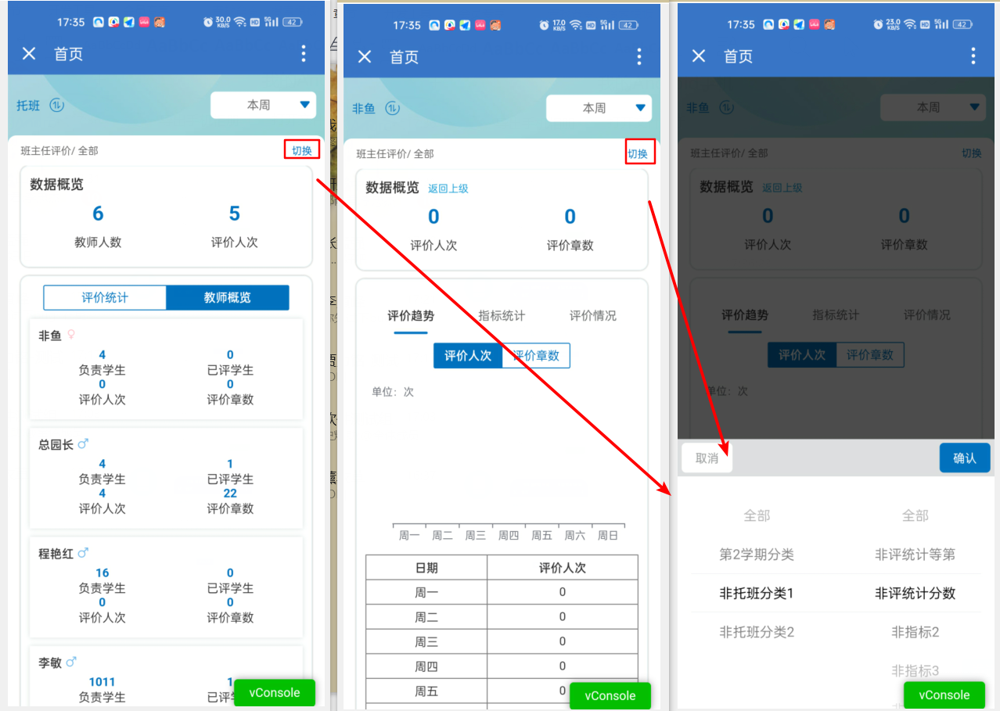 17:35 30.0 KB/S HD 5G 42
首页
托班 本周
班主任评价/ 全部 切换
数据概览
6 5
教师人数 评价人次
评价统计 教师概览
非鱼
4 0
负责学生 已评学生
0 0
评价人次 评价章数
总园长
4 1
负责学生 已评学生
4 22
评价人次 评价章数
程艳红
16 0
负责学生 已评学生
0 0
评价人次 评价章数
李敏
1011 1
负责学生 已评
vConsole
17:35 17.0 KB/S HD 5G 42
首页
非鱼 本周
班主任评价/ 全部 切换
数据概览 返回上级
0 0
评价人次 评价章数
评价趋势 指标统计 评价情况
评价人次 评价章数
单位：次
周一 周二 周三 周四 周五 周六 周日
日期 评价人次
周一 0
周二 0
周三 0
周四 0
周五 0
vConsole
17:35 23.0 KB/S HD 5G 42
首页
非鱼 本周
班主任评价/ 全部 切换
数据概览 返回上级
0 0
评价人次 评价章数
评价趋势 指标统计 评价情况
评价人次 评价章数
单位：次
取消 确认
全部 全部
第2学期分类 非评统计等第
非托班分类1 非评统计分数
非托班分类2 非指标2
非指标3
vConsole